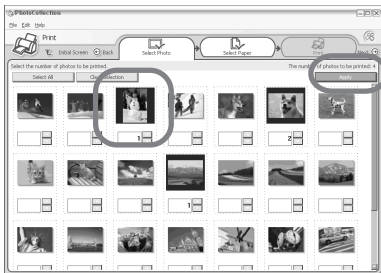 PhotoCollection
File Edit Help
Print
Initial Screen Back
Select Photo
Select Paper
Print
Next
Select the number of photos to be printed.
The number of photos to be printed: 4
Select All
Clear Selection
Apply
1
2
1